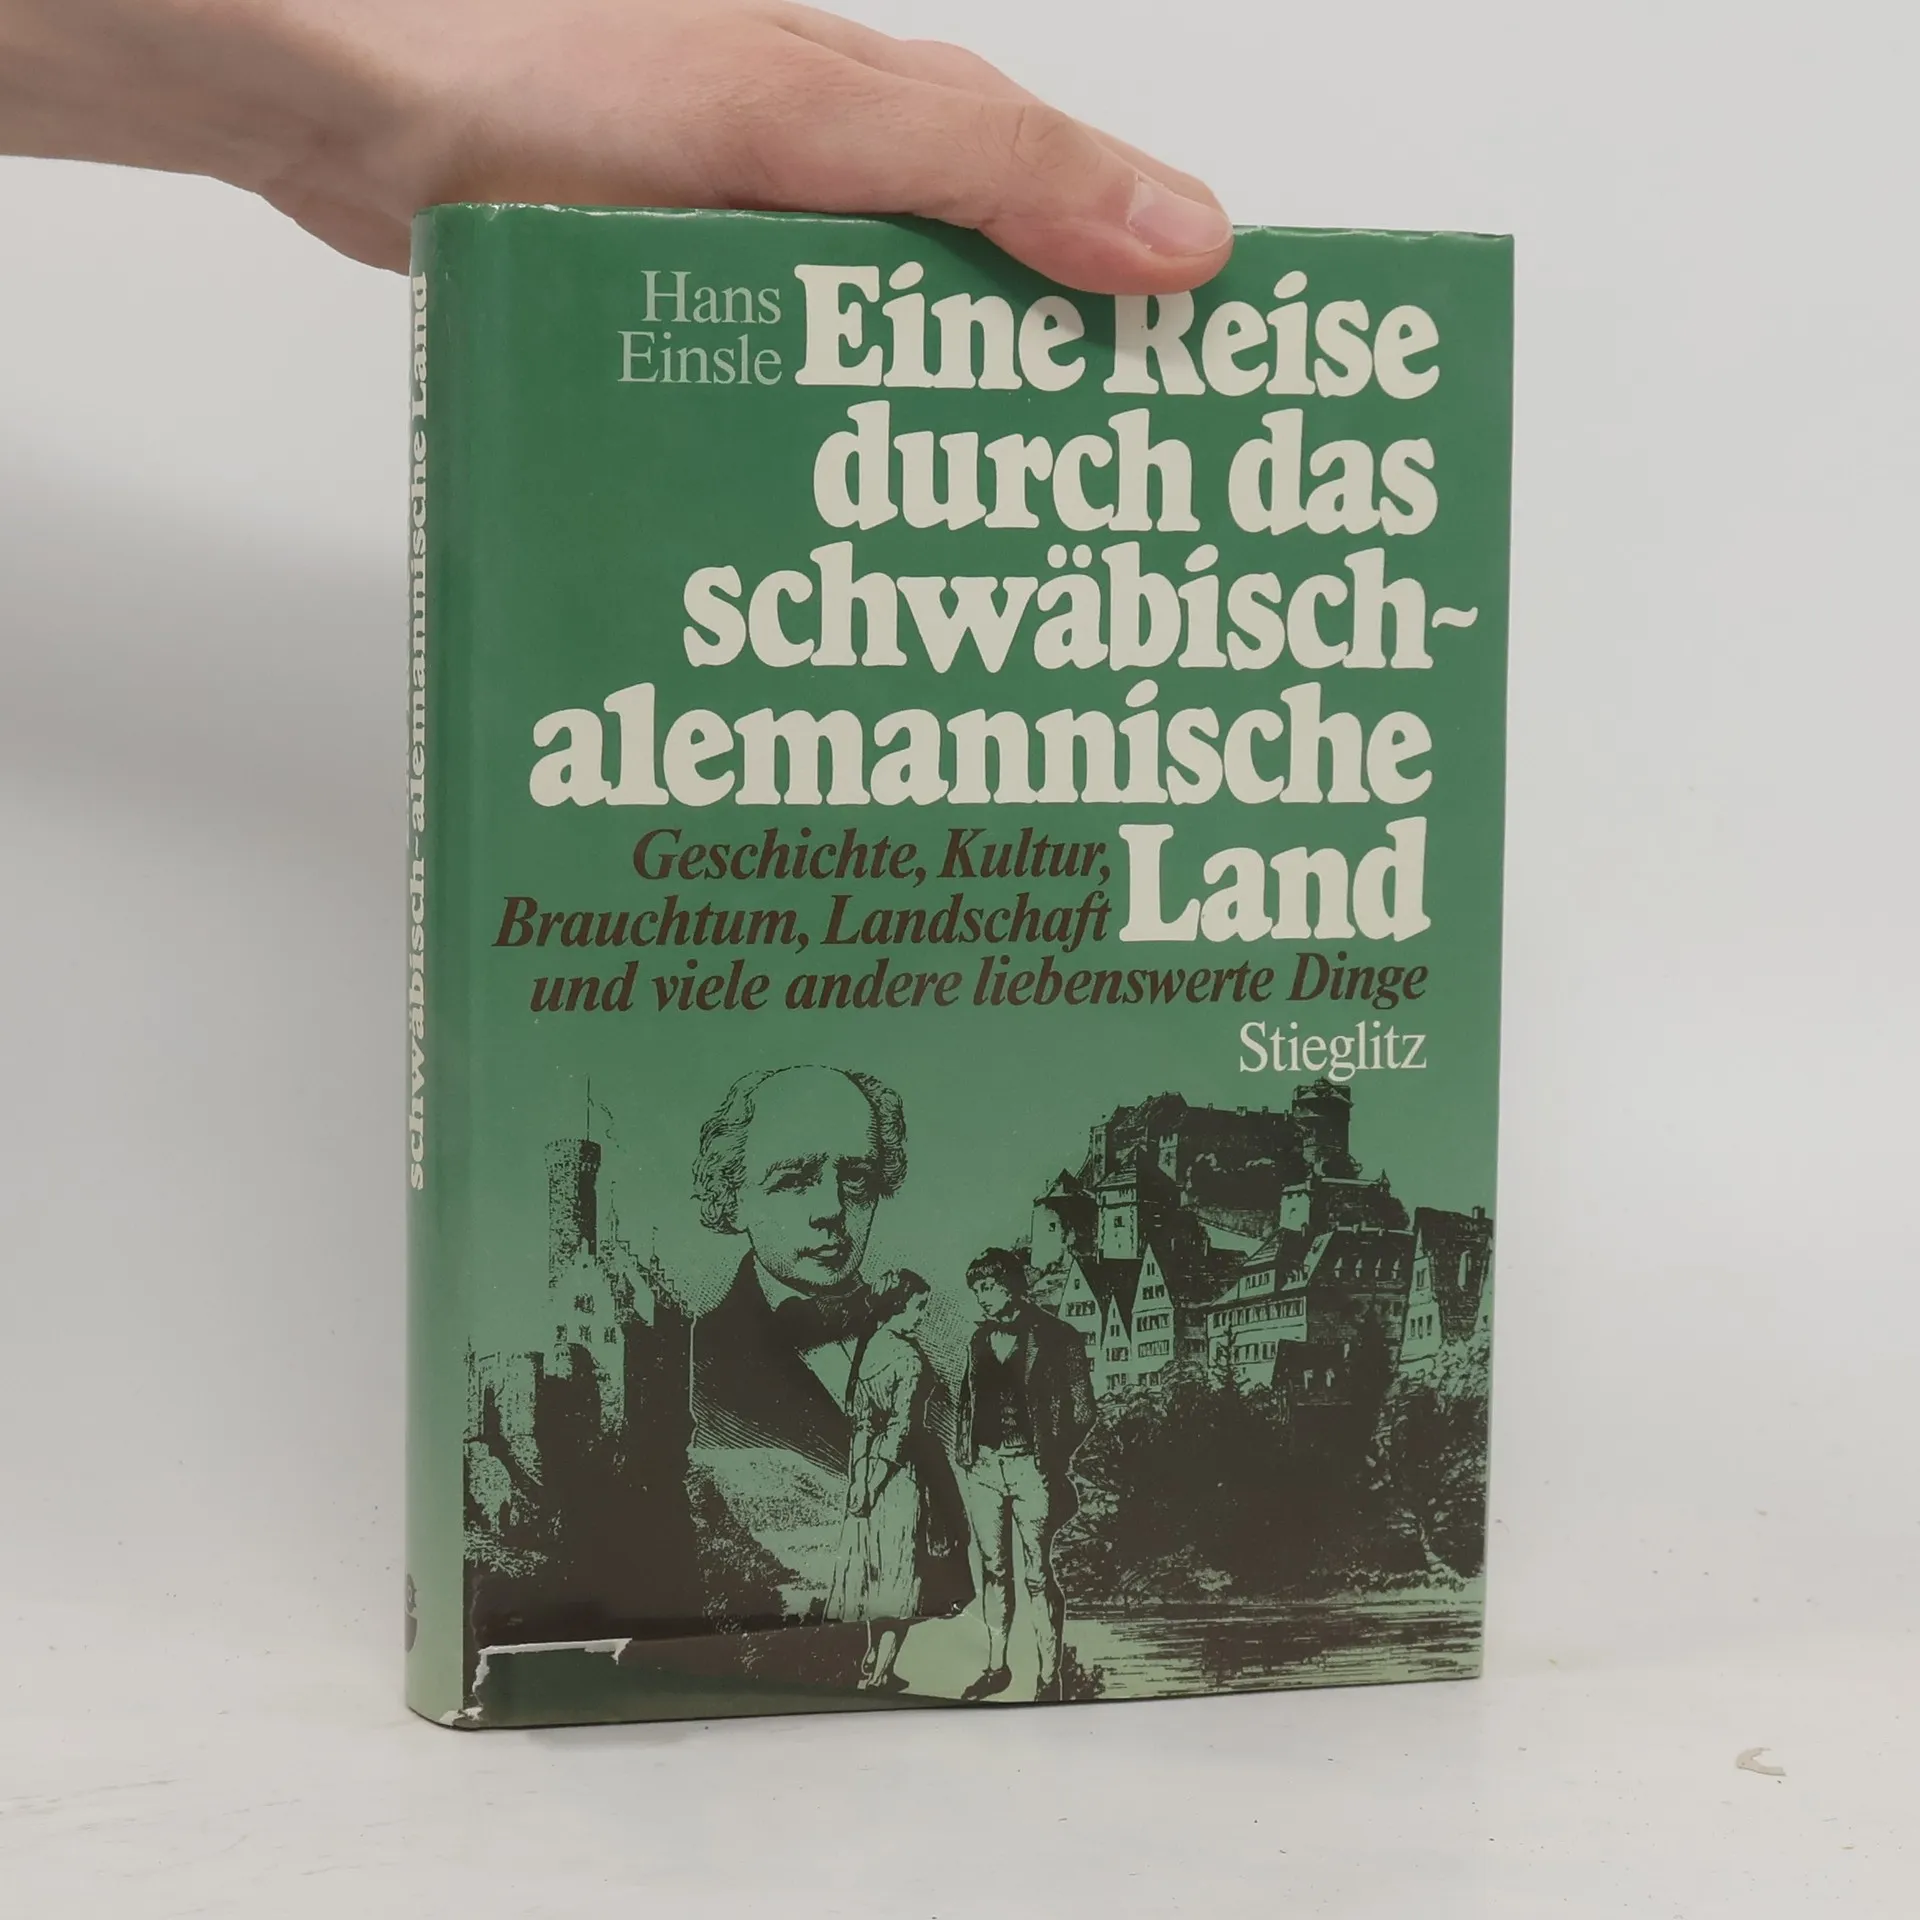 Hans
Einsle
Eine Reise
durch das
schwäbisch-
alemannische
Land
Geschichte, Kultur,
Brauchtum, Landschaft
und viele andere liebenswerte Dinge
Stieglitz
schwäbisch-alemannische Land